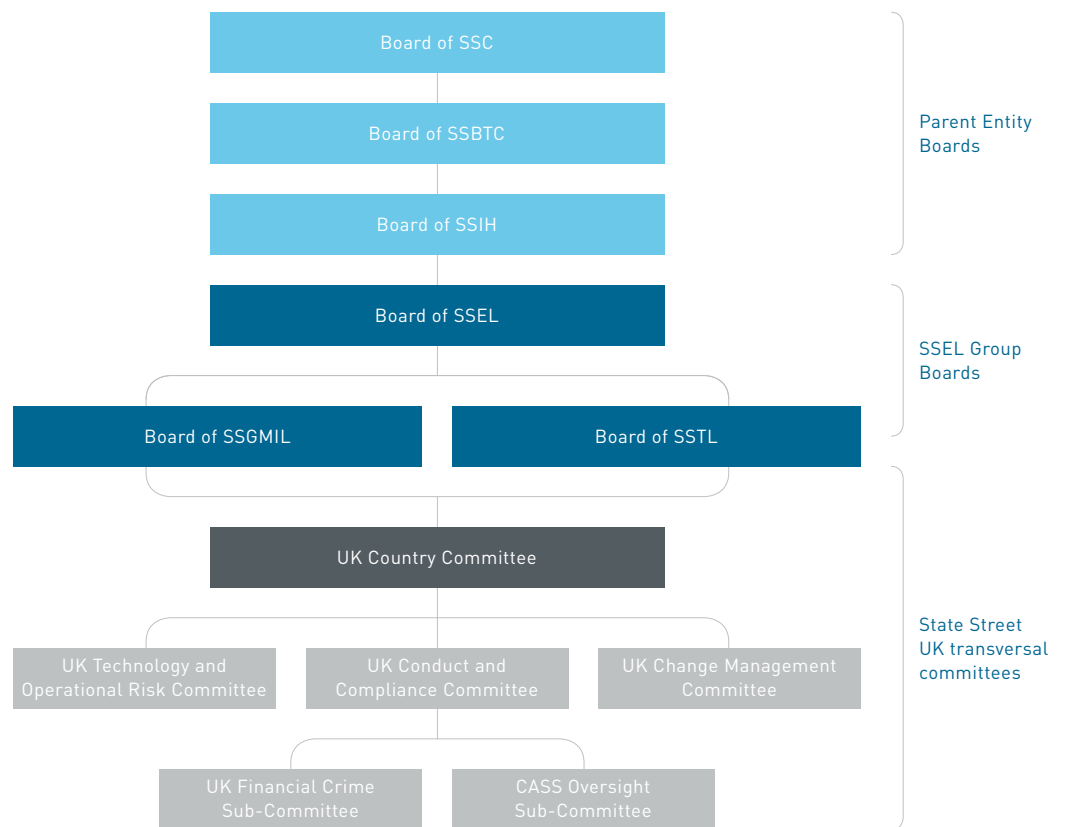 Board of SSC
Board of SSBTC
Parent Entity
Boards
Board of SSIH
Board of SSEL
SSEL Group
Boards
Board of SSGMIL
Board of SSTL
UK Country Committee
State Street
UK transversal
committees
UK Technology and
Operational Risk Committee
UK Conduct and
Compliance Committee
UK Change Management
Committee
UK Financial Crime
Sub-Committee
CASS Oversight
Sub-Committee